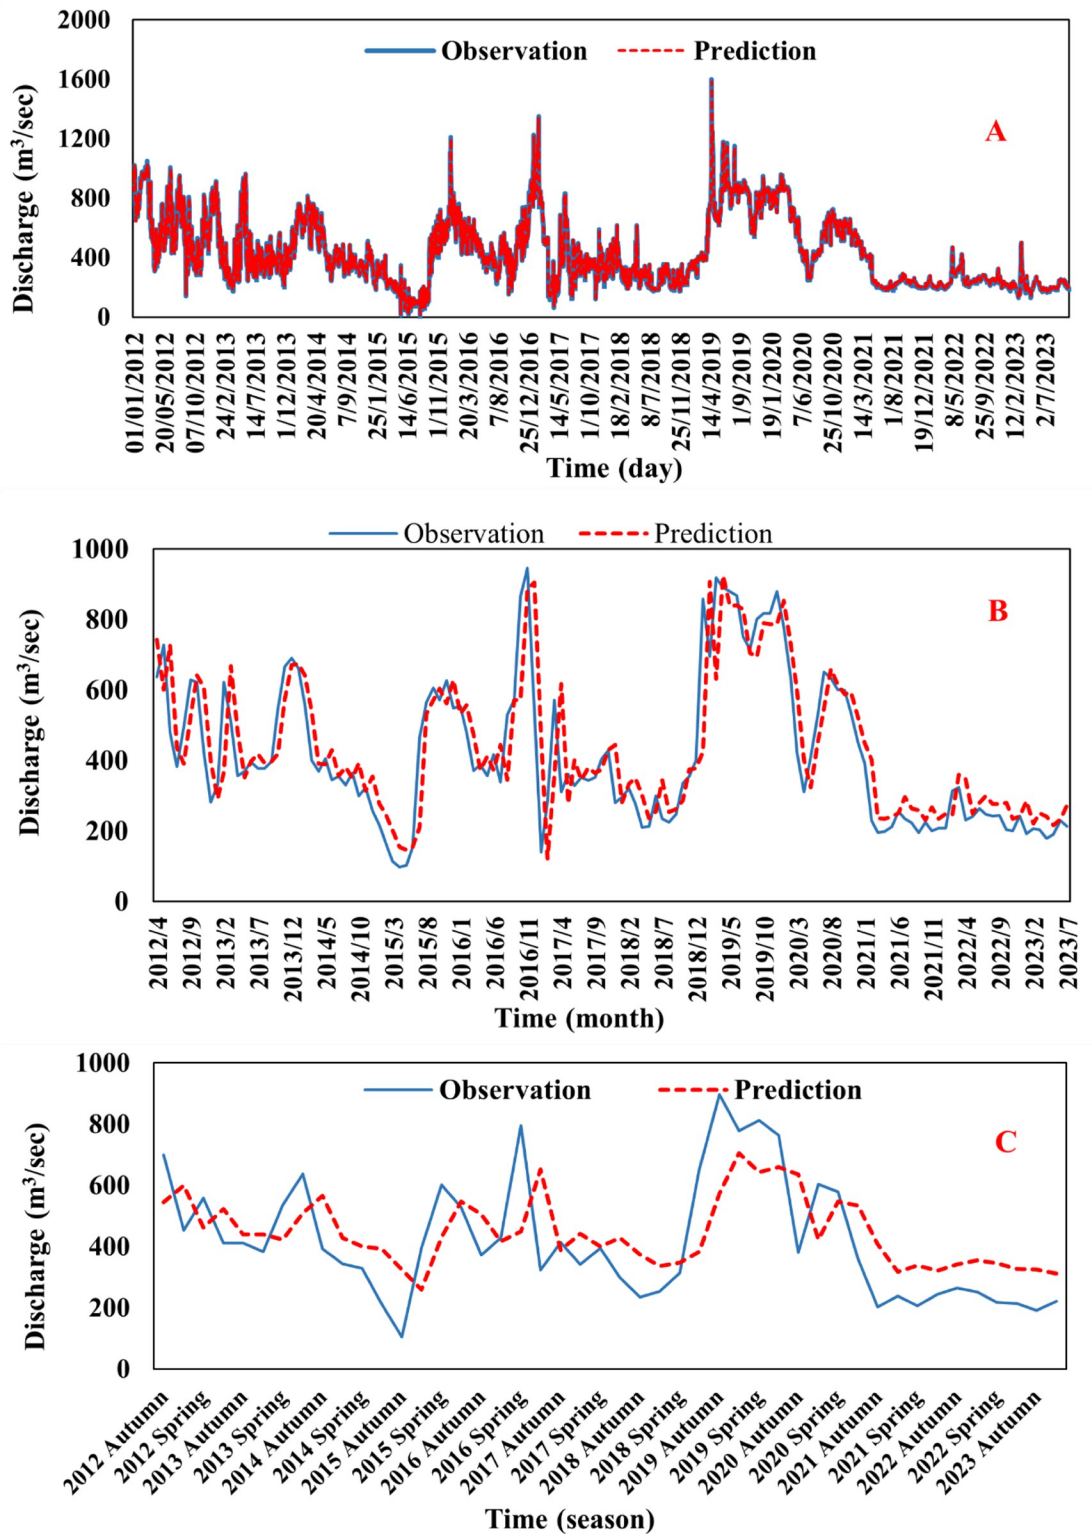 2000
1600
1200
800
400
0
Discharge (m³/sec)
Observation
Prediction
A
01/01/2012
20/05/2012
07/10/2012
24/2/2013
14/7/2013
1/12/2013
20/4/2014
7/9/2014
25/1/2015
14/6/2015
1/11/2015
20/3/2016
7/8/2016
25/12/2016
14/5/2017
1/10/2017
18/2/2018
8/7/2018
25/11/2018
14/4/2019
1/9/2019
19/1/2020
7/6/2020
25/10/2020
14/3/2021
1/8/2021
19/12/2021
8/5/2022
25/9/2022
12/2/2023
2/7/2023
Time (day)
Observation
Prediction
1000
800
600
400
200
0
Discharge (m³/sec)
B
2012/4
2012/9
2013/2
2013/7
2013/12
2014/5
2014/10
2015/3
2015/8
2016/1
2016/6
2016/11
2017/4
2017/9
2018/2
2018/7
2018/12
2019/5
2019/10
2020/3
2020/8
2021/1
2021/6
2021/11
2022/4
2022/9
2023/2
2023/7
Time (month)
1000
800
600
400
200
0
Discharge (m³/sec)
Observation
Prediction
C
2012 Autumn
2012 Spring
2013 Autumn
2013 Spring
2014 Autumn
2014 Spring
2015 Autumn
2015 Spring
2016 Autumn
2016 Spring
2017 Autumn
2017 Spring
2018 Autumn
2018 Spring
2019 Autumn
2019 Spring
2020 Autumn
2020 Spring
2021 Autumn
2021 Spring
2022 Autumn
2022 Spring
2023 Autumn
Time (season)